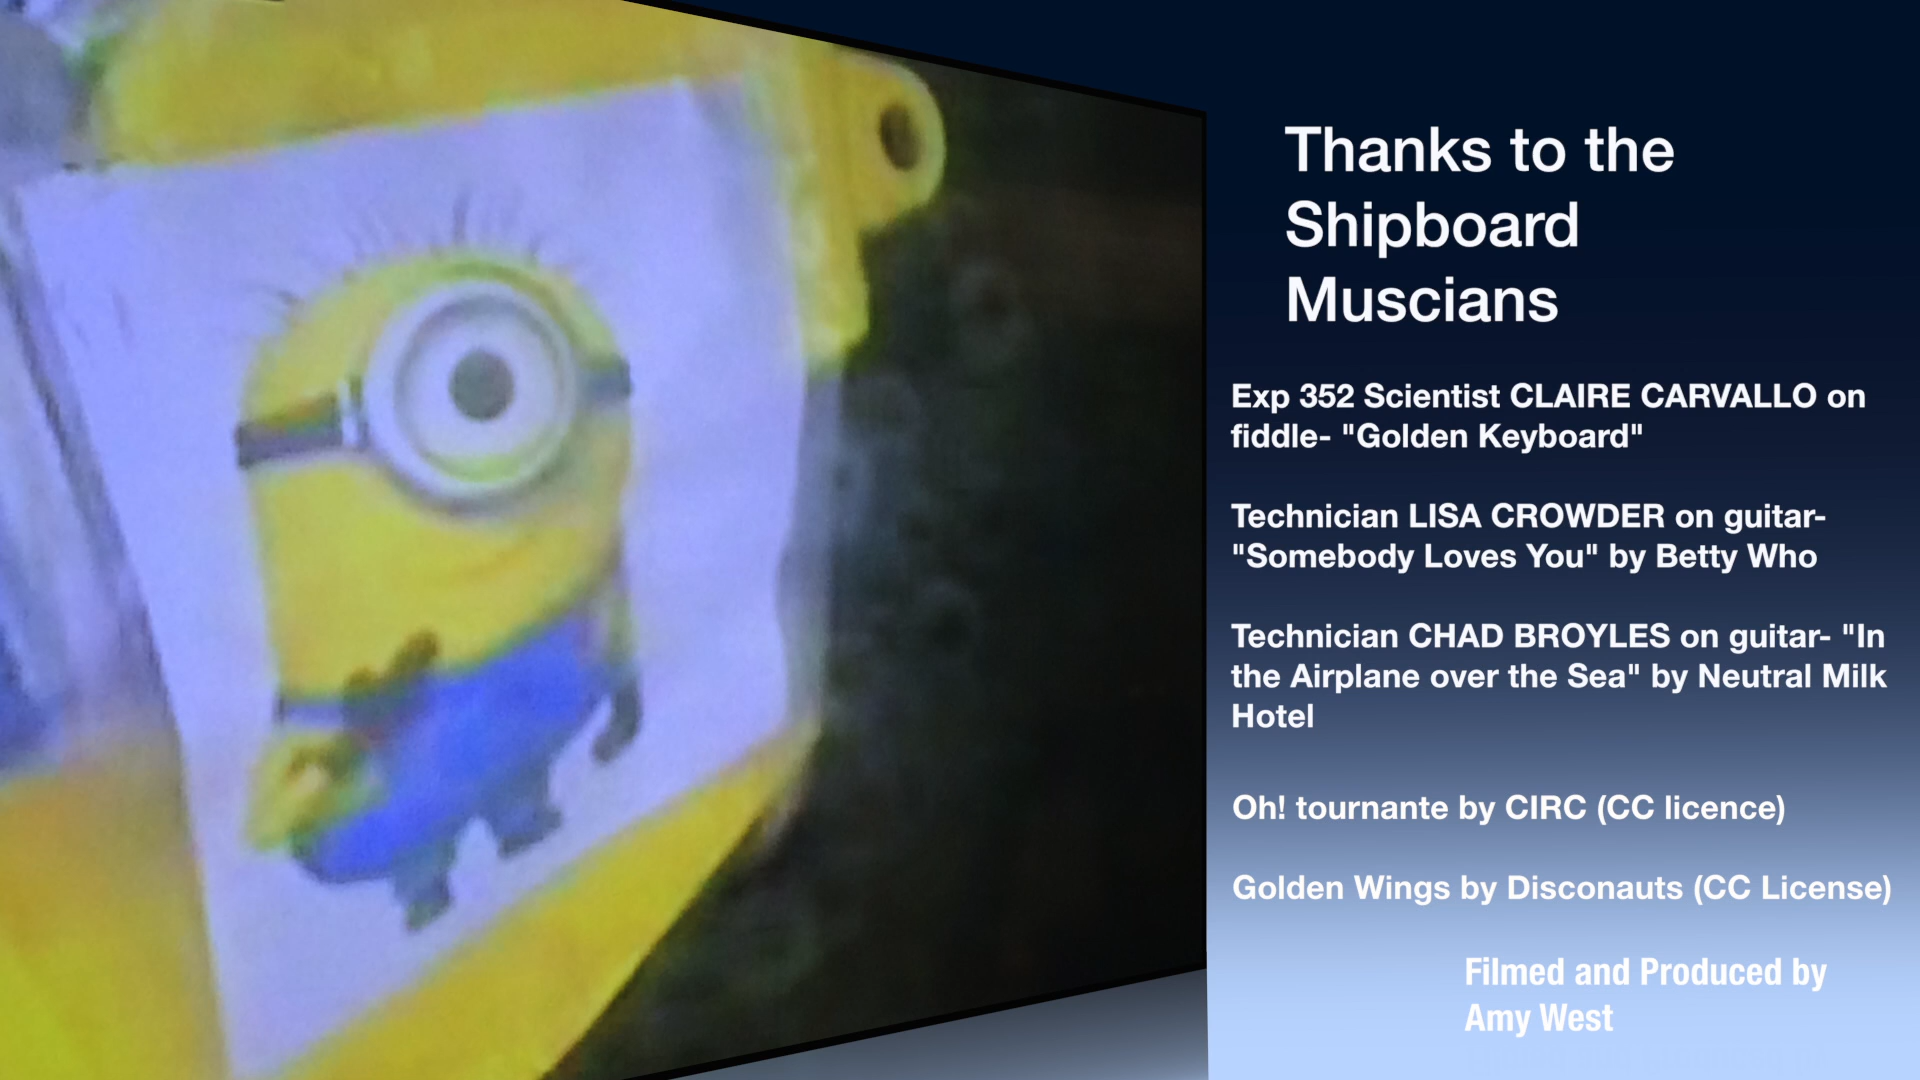 Thanks to the
Shipboard
Muscians
Exp 352 Scientist CLAIRE CARVALLO on
fiddle- "Golden Keyboard"
Technician LISA CROWDER on guitar-
"Somebody Loves You" by Betty Who
Technician CHAD BROYLES on guitar- "In
the Airplane over the Sea" by Neutral Milk
Hotel
Oh! tournante by CIRC (CC licence)
Golden Wings by Disconauts (CC License)
Filmed and Produced by
Amy West